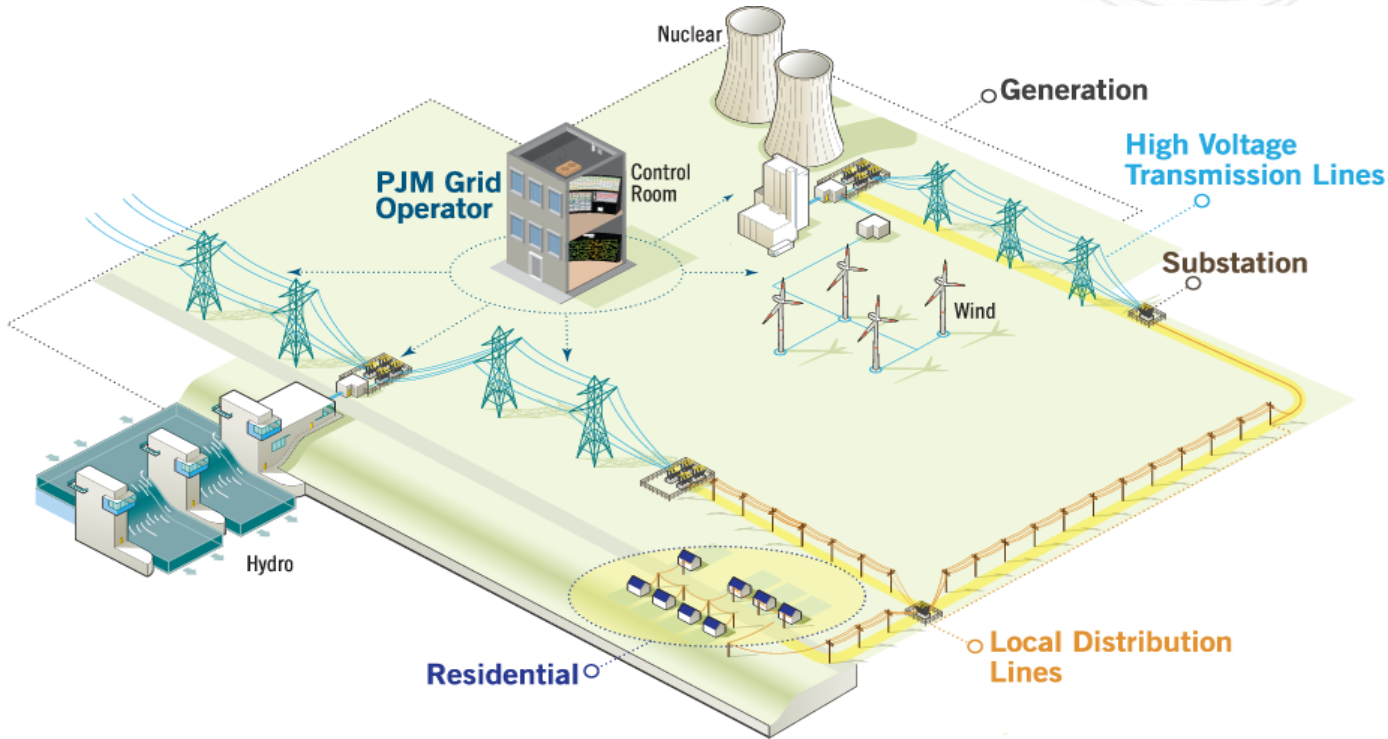 Nuclear
Generation
High Voltage
Transmission Lines
PJM Grid
Operator
Control
Room
Substation
Wind
Hydro
Residential
Local Distribution
Lines